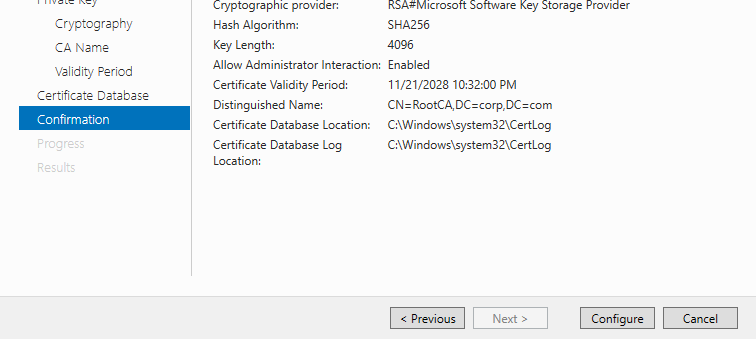 Private Key
Cryptography
CA Name
Validity Period
Certificate Database
Confirmation
Progress
Results
Cryptographic provider: RSA#Microsoft Software Key Storage Provider
Hash Algorithm: SHA256
Key Length: 4096
Allow Administrator Interaction: Enabled
Certificate Validity Period: 11/21/2028 10:32:00 PM
Distinguished Name: CN=RootCA,DC=corp,DC=com
Certificate Database Location: C:\Windows\system32\CertLog
Certificate Database Log C:\Windows\system32\CertLog
Location:
< Previous Next > Configure Cancel